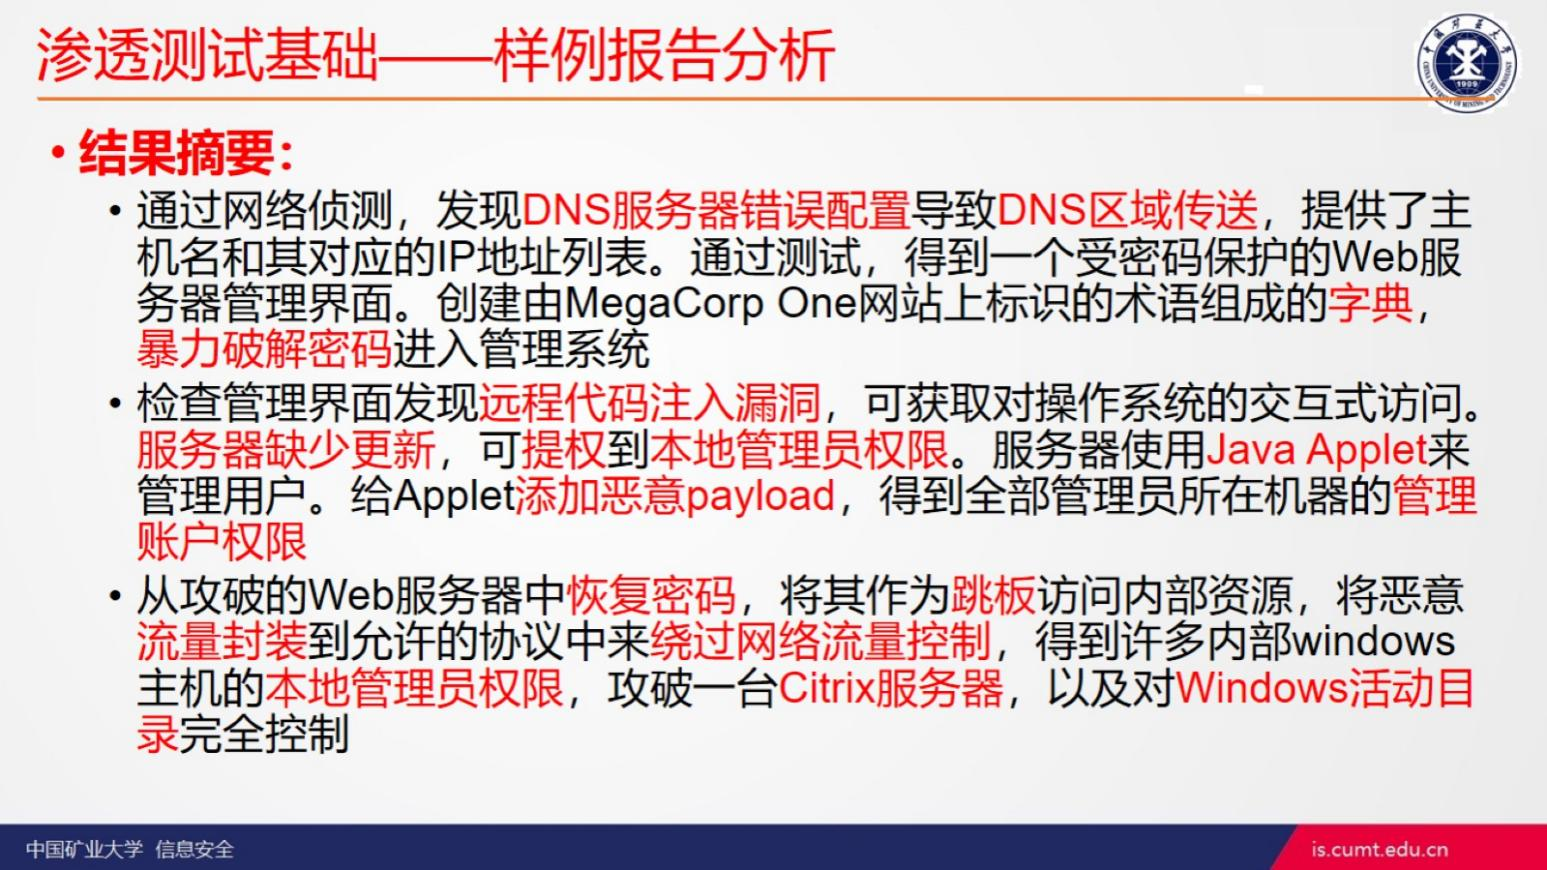 渗透测试基础——样例报告分析
• 结果摘要：
• 通过网络侦测，发现DNS服务器错误配置导致DNS区域传送，提供了主
机名和其对应的IP地址列表。通过测试，得到一个受密码保护的Web服
务器管理界面。创建由MegaCorp One网站上标识的术语组成的字典，
暴力破解密码进入管理系统
• 检查管理界面发现远程代码注入漏洞，可获取对操作系统的交互式访问。
服务器缺少更新，可提权到本地管理员权限。服务器使用Java Applet来
管理用户。给Applet添加恶意payload，得到全部管理员所在机器的管理
账户权限
• 从攻破的Web服务器中恢复密码，将其作为跳板访问内部资源，将恶意
流量封装到允许的协议中来绕过网络流量控制，得到许多内部windows
主机的本地管理员权限，攻破一台Citrix服务器，以及对Windows活动目
录完全控制
中国矿业大学 信息安全
is.cumt.edu.cn
中国矿业大学
CHINA UNIVERSITY OF MINING AND TECHNOLOGY
1909